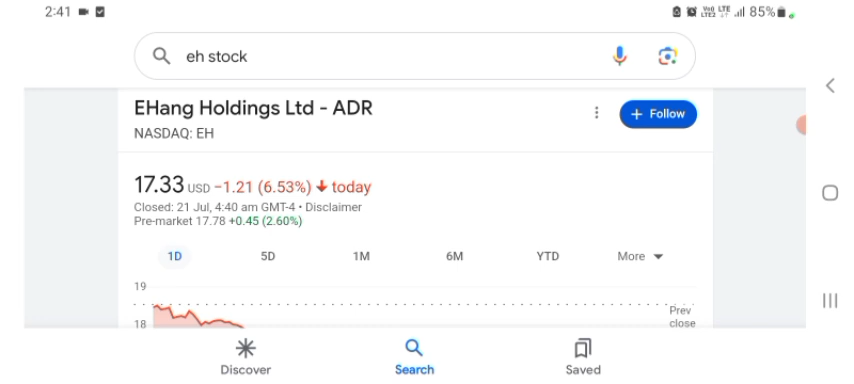 2:41 LTE 85%
eh stock
EHang Holdings Ltd - ADR
+ Follow
NASDAQ: EH
17.33 USD −1.21 (6.53%) today
Closed: 21 Jul, 4:40 am GMT-4 • Disclaimer
Pre-market 17.78 +0.45 (2.60%)
1D 5D 1M 6M YTD More
19
Prev
close
18
Discover Search Saved